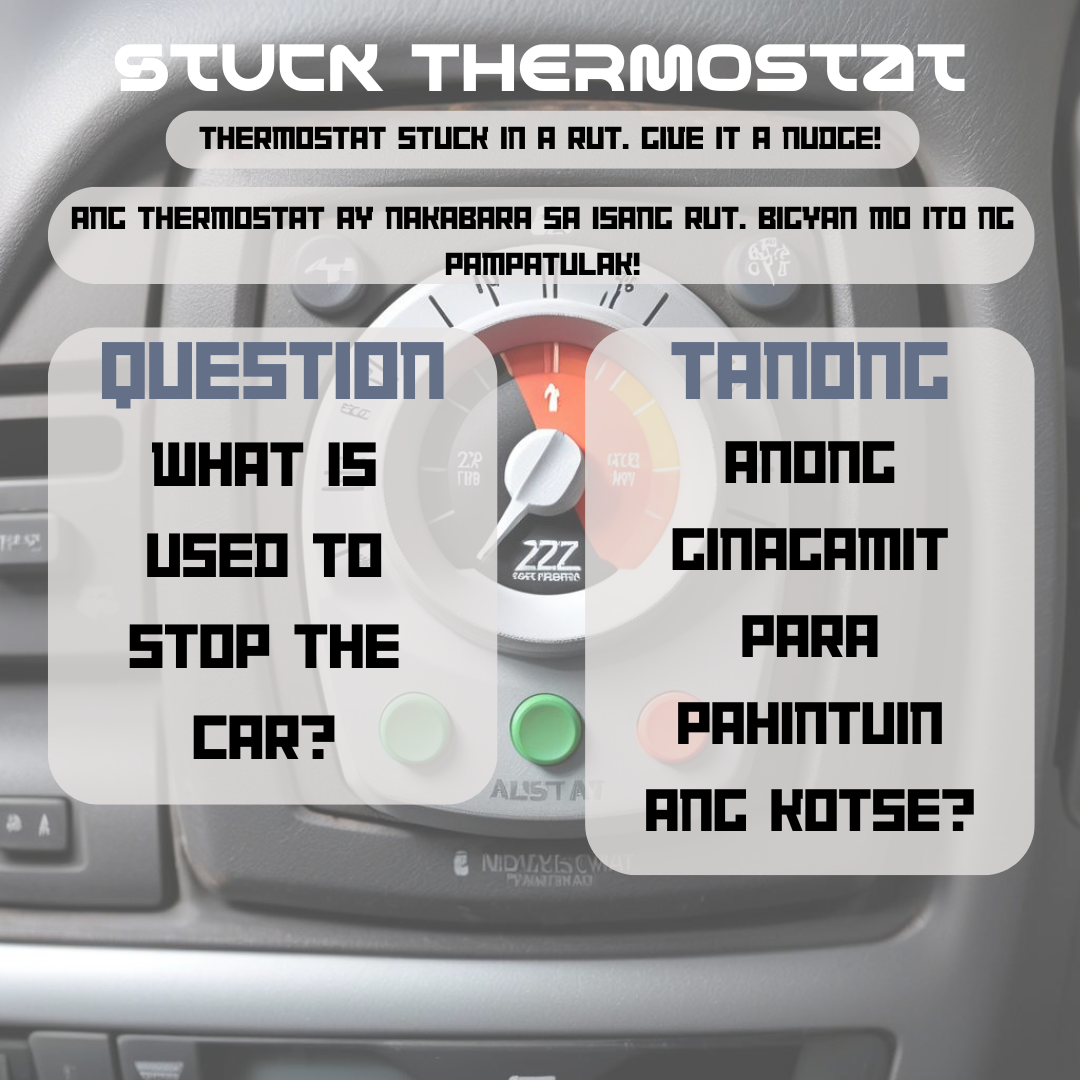 STUCK THERMOSTAT
THERMOSTAT STUCK IN A RUT. GIVE IT A NUDGE!
ANG THERMOSTAT AY NAKABARA SA ISANG RUT. BIGYAN MO ITO NG
PAMPATULAK!
QUESTION
WHAT IS
USED TO
STOP THE
CAR?
TANONG
ANONG
GINAGAMIT
PARA
PAHINTUIN
ANG KOTSE?
222